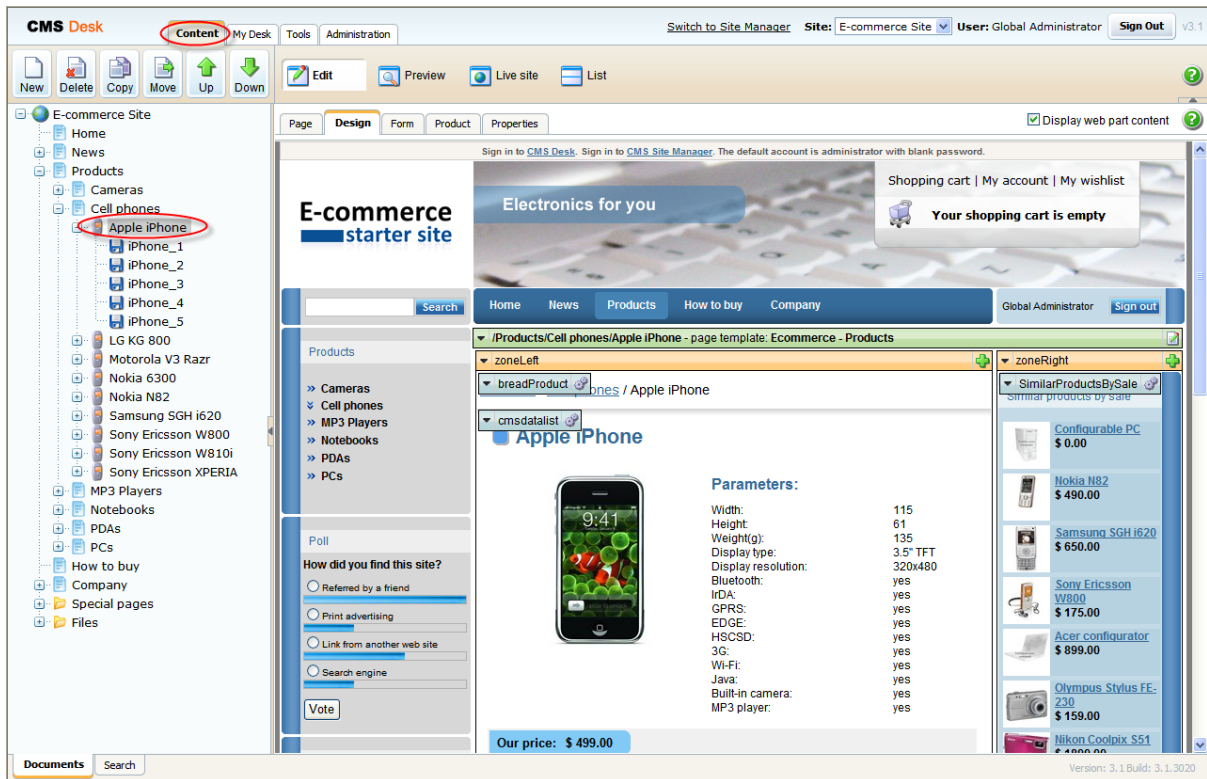 CMS Desk
Content My Desk Tools Administration
Switch to Site Manager Site: E-commerce Site User: Global Administrator Sign Out v3.1
New Delete Copy Move Up Down
Edit Preview Live site List
E-commerce Site
Home
News
Products
Cameras
Cell phones
Apple iPhone
iPhone_1
iPhone_2
iPhone_3
iPhone_4
iPhone_5
LG KG 800
Motorola V3 Razr
Nokia 6300
Nokia N82
Samsung SGH i620
Sony Ericsson W800
Sony Ericsson W810i
Sony Ericsson XPERIA
MP3 Players
Notebooks
PDAs
PCs
How to buy
Company
Special pages
Files
Documents Search
Page Design Form Product Properties
Display web part content
Sign in to CMS Desk. Sign in to CMS Site Manager. The default account is administrator with blank password.
E-commerce
starter site
Electronics for you
Shopping cart | My account | My wishlist
Your shopping cart is empty
Search
Home News Products How to buy Company
Global Administrator Sign out
Products
Cameras
Cell phones
MP3 Players
Notebooks
PDAs
PCs
Poll
How did you find this site?
Referred by a friend
Print advertising
Link from another web site
Search engine
Vote
/Products/Cell phones/Apple iPhone - page template: Ecommerce - Products
zoneLeft
breadProduct
/ Apple iPhone
cmsdatalist
Apple iPhone
9:41
Parameters:
Width: 115
Height: 61
Weight(g): 135
Display type: 3.5" TFT
Display resolution: 320x480
Bluetooth: yes
IrDA: yes
GPRS: yes
EDGE: yes
HSCSD: yes
3G: yes
Wi-Fi: yes
Java: yes
Built-in camera: yes
MP3 player: yes
Our price: $ 499.00
zoneRight
SimilarProductsBySale
Similar products by sale
Configurable PC
$ 0.00
Nokia N82
$ 490.00
Samsung SGH i620
$ 650.00
Sony Ericsson
W800
$ 175.00
Acer configurator
$ 899.00
Olympus Stylus FE-
230
$ 159.00
Nikon Coolpix S51
Version: 3.1 Build: 3.1.3020